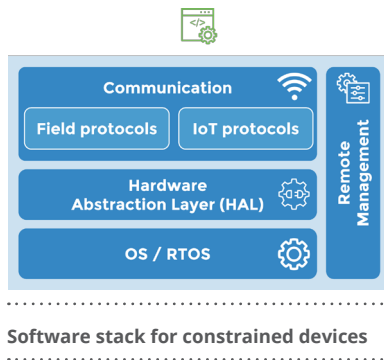 </>
Communication
Field protocols
IoT protocols
Hardware
Abstraction Layer (HAL)
OS / RTOS
Remote
Management
Software stack for constrained devices